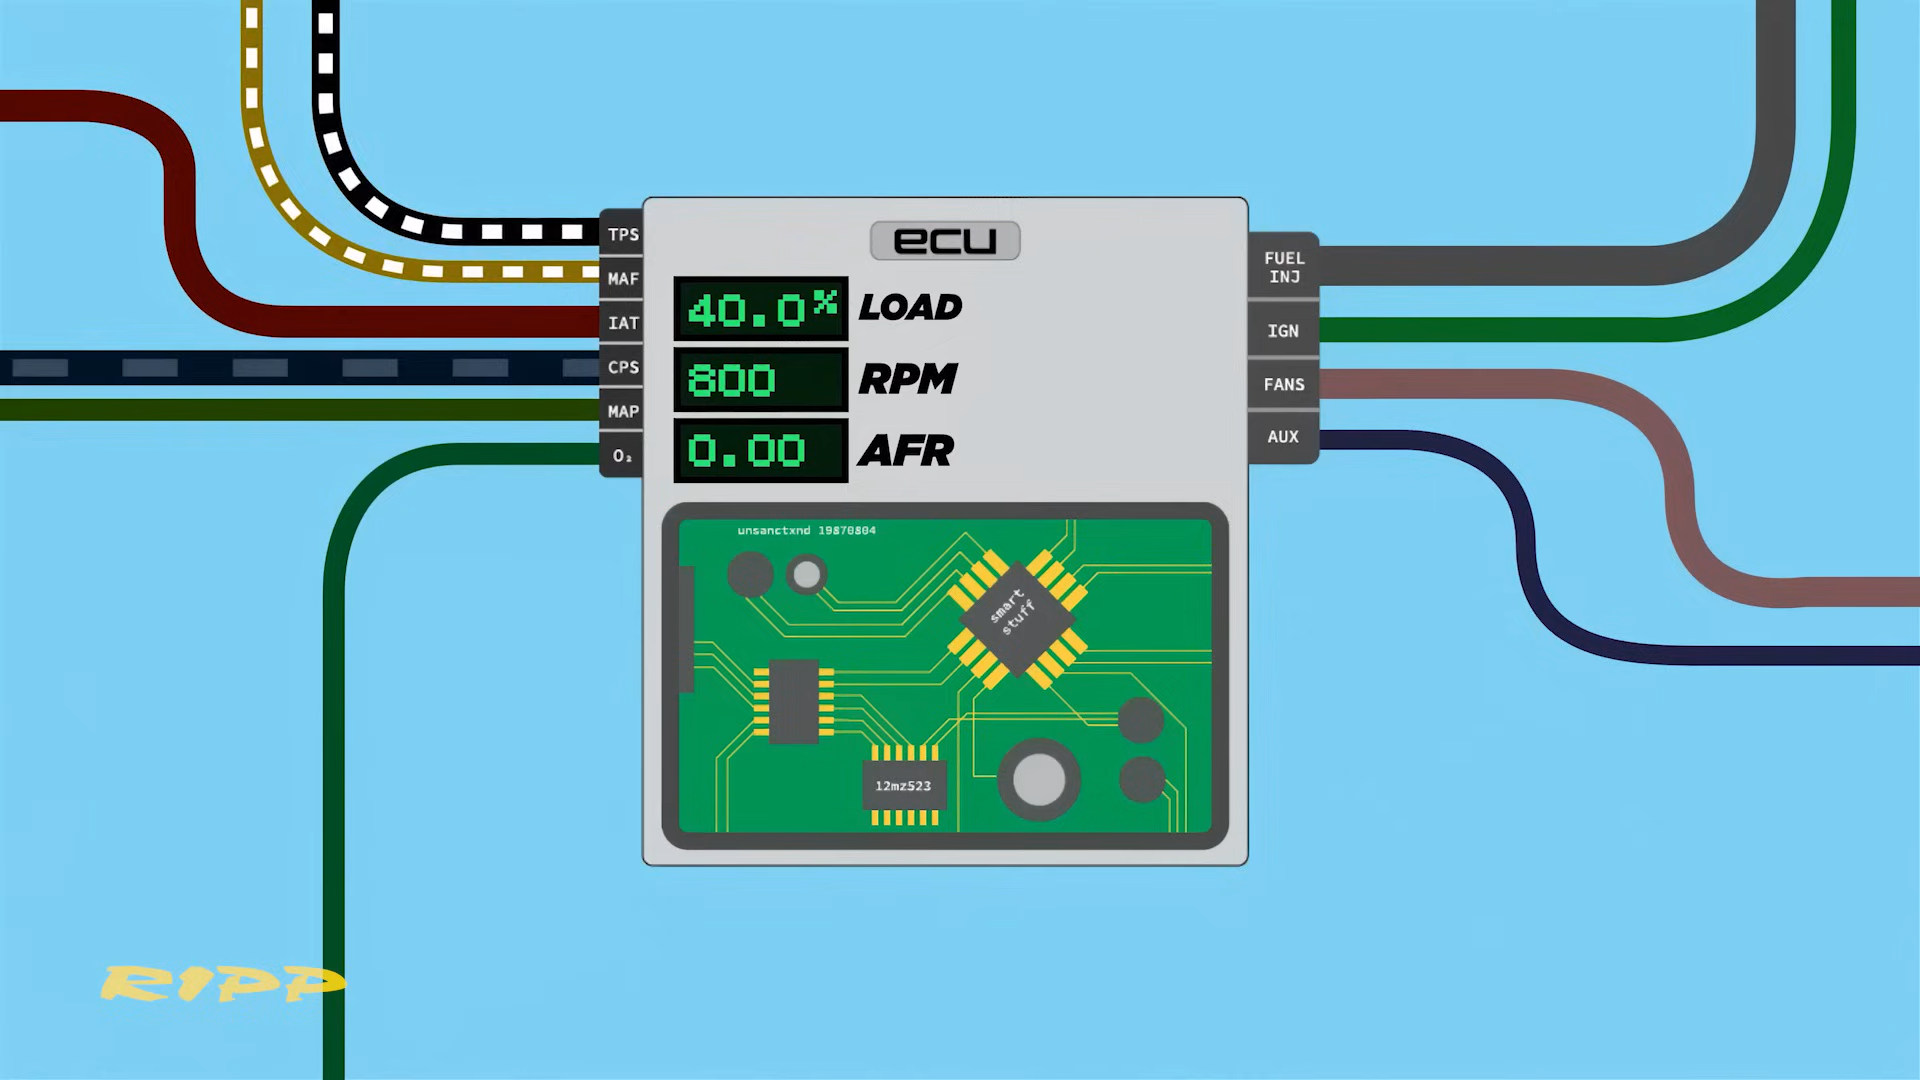 ecu
TPS
MAF
IAT
CPS
MAP
O₂
40.0% LOAD
800 RPM
0.00 AFR
FUEL
INJ
IGN
FANS
AUX
unsanctxnd 19870804
smart
stuff
12mz523
RIPP